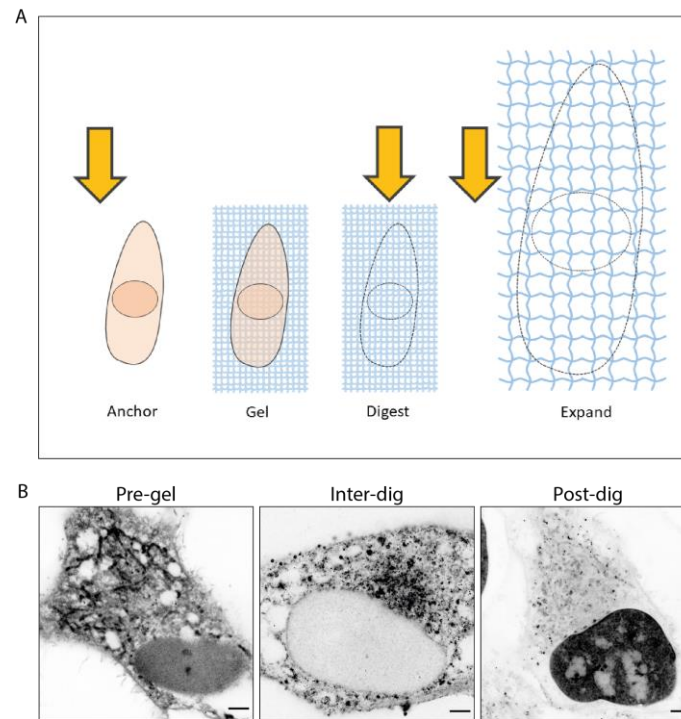 A
Anchor
Gel
Digest
Expand
B
Pre-gel
Inter-dig
Post-dig